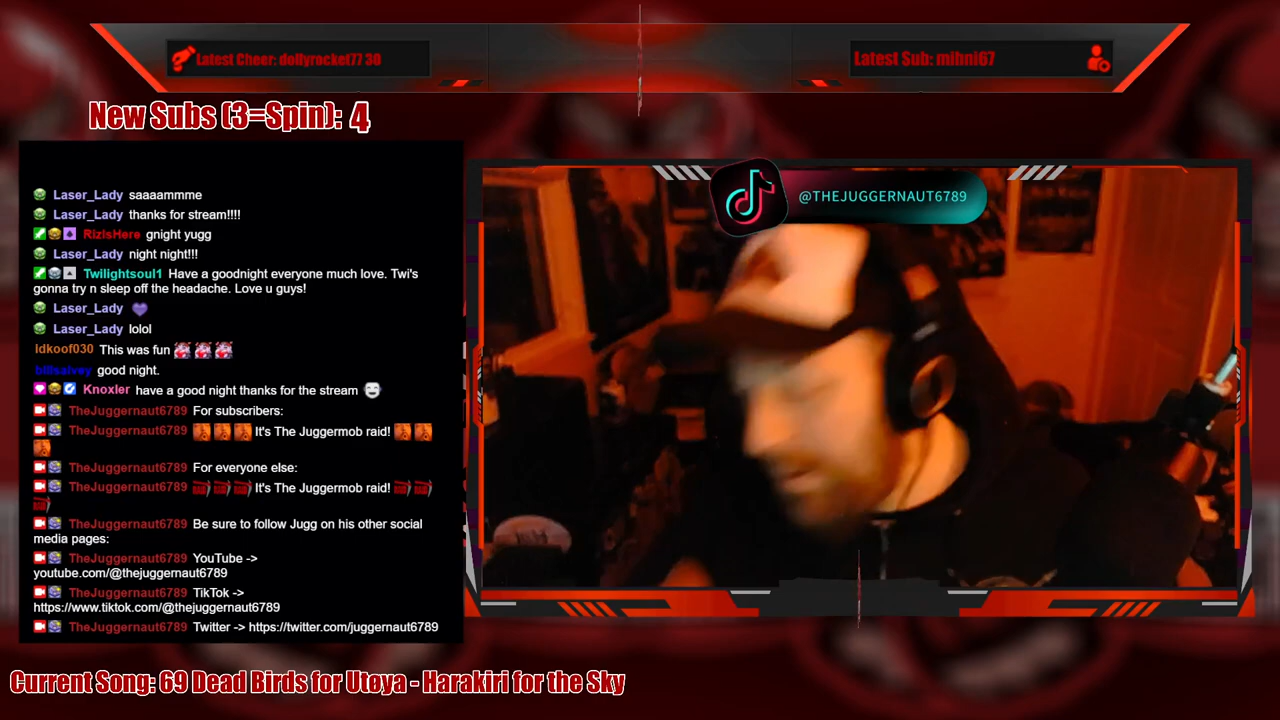 Latest Cheer: dollyrocket77 30
Latest Sub: mihni67
New Subs (3=Spin): 4
@THEJUGGERNAUT6789
Laser_Lady saaaammme
Laser_Lady thanks for stream!!!!
RizIsHere gnight yugg
Laser_Lady night night!!!
Twilightsoul1 Have a goodnight everyone much love. Twi's
gonna try n sleep off the headache. Love u guys!
Laser_Lady
Laser_Lady lolol
Idkoof030 This was fun
billsalvey good night.
Knoxler have a good night thanks for the stream
TheJuggernaut6789 For subscribers:
TheJuggernaut6789 It's The Juggermob raid!
TheJuggernaut6789 For everyone else:
TheJuggernaut6789 It's The Juggermob raid!
TheJuggernaut6789 Be sure to follow Jugg on his other social
media pages:
TheJuggernaut6789 YouTube ->
youtube.com/@thejuggernaut6789
TheJuggernaut6789 TikTok ->
https://www.tiktok.com/@thejuggernaut6789
TheJuggernaut6789 Twitter -> https://twitter.com/juggernaut6789
Current Song: 69 Dead Birds for Utøya - Harakiri for the Sky